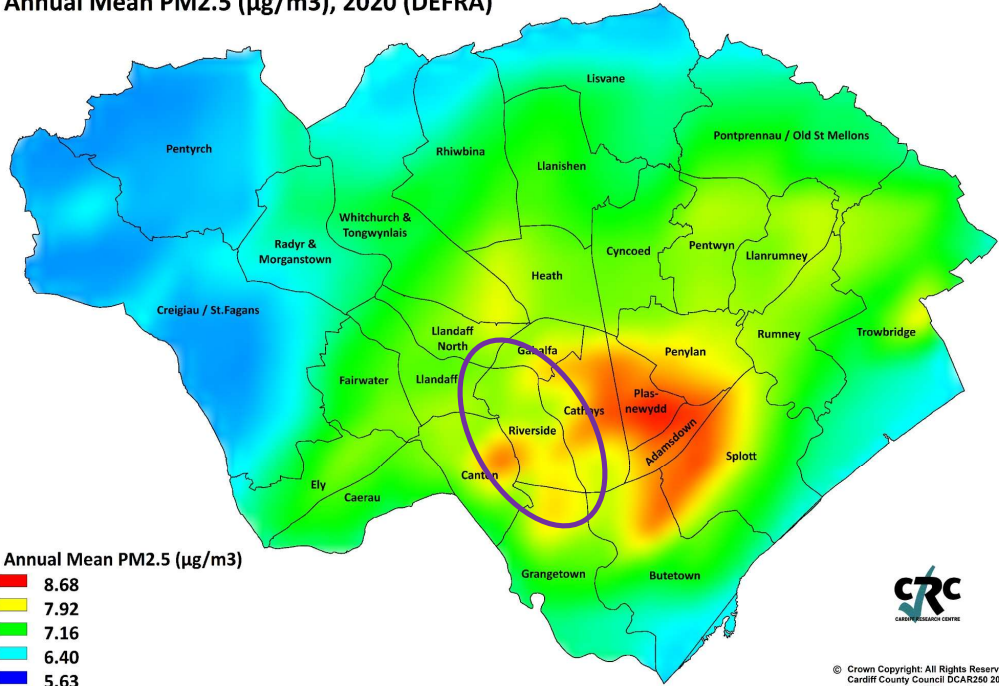 Annual Mean PM2.5 (µg/m3), 2020 (DEFRA)
Lisvane
Pontprennau / Old St Mellons
Pentyrch
Rhiwbina
Llanishen
Whitchurch &
Tongwynlais
Radyr &
Morganstown
Cyncoed
Pentwyn
Llanrumney
Heath
Creigiau / St.Fagans
Llandaff
North
Gabalfa
Penylan
Rumney
Trowbridge
Fairwater
Llandaff
Plas-
newydd
Cathays
Riverside
Adamsdown
Splott
Canton
Ely
Caerau
Grangetown
Butetown
Annual Mean PM2.5 (µg/m3)
8.68
7.92
7.16
6.40
5.63
CRC
CARDIFF RESEARCH CENTRE
© Crown Copyright: All Rights Reserv
Cardiff County Council DCAR250 20